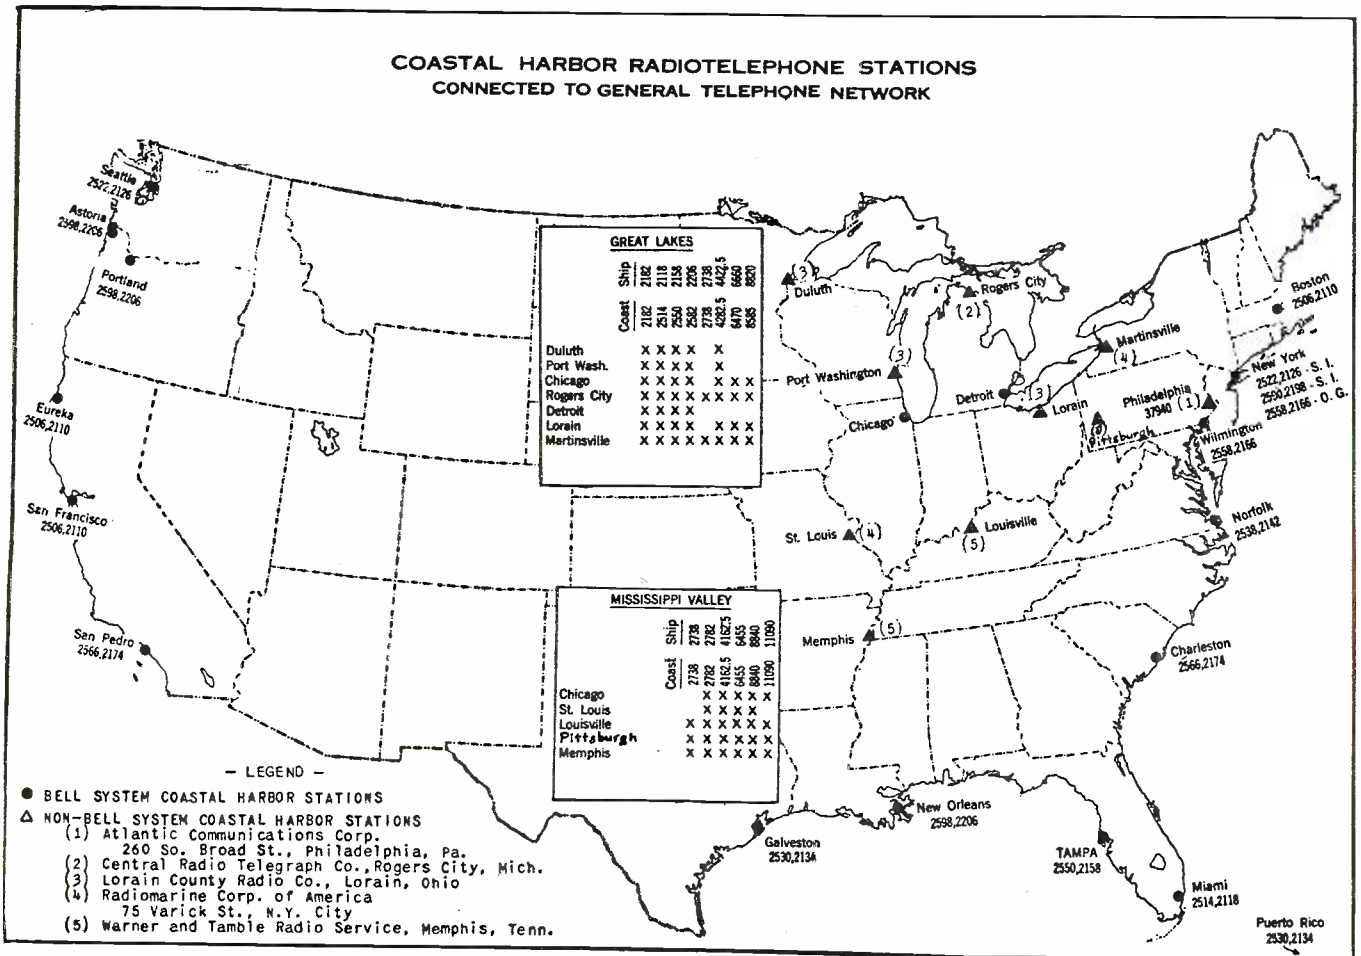 COASTAL HARBOR RADIOTELEPHONE STATIONS
CONNECTED TO GENERAL TELEPHONE NETWORK
Seattle
2522,2126
Astoria
2598,2206
Portland
2598,2206
Eureka
2506,2110
San Francisco
2506,2110
San Pedro
2566,2174
GREAT LAKES
Ship 2182 2118 2158 2206 2738 4422.5 6660 8820
Coast 2182 2514 2550 2582 2738 4282.5 6470 8585
Duluth X X X X X
Port Wash. X X X X X
Chicago X X X X X X X
Rogers City X X X X X X X X
Detroit X X X X
Lorain X X X X X X X
Martinsville X X X X X X X X
(3)
Duluth
Rogers City
(2)
(3)
Port Washington
Chicago
Detroit
(3)
Lorain
Martinsville
(4)
Boston
2506,2110
New York
2522,2126 - S. I.
2590,2198 - S. I.
2558,2166 - O. G.
Philadelphia
37940 (1)
Pittsburgh
Wilmington
2558,2166
Norfolk
2538,2142
St. Louis (4)
Louisville
(5)
Memphis (5)
Charleston
2566,2174
MISSISSIPPI VALLEY
Ship 2738 2782 4162.5 6455 8840 11090
Coast 2738 2782 4162.5 6455 8840 11090
Chicago X X X X X
St. Louis X X X X
Louisville X X X X X X
Pittsburgh X X X X X X
Memphis X X X X X X
New Orleans
2598,2206
Galveston
2530,2134
TAMPA
2550,2158
Miami
2514,2118
Puerto Rico
2530,2134
— LEGEND —
● BELL SYSTEM COASTAL HARBOR STATIONS
△ NON-BELL SYSTEM COASTAL HARBOR STATIONS
(1) Atlantic Communications Corp.
260 So. Broad St., Philadelphia, Pa.
(2) Central Radio Telegraph Co., Rogers City, Mich.
(3) Lorain County Radio Co., Lorain, Ohio
(4) Radiomarine Corp. of America
75 Varick St., N.Y. City
(5) Warner and Tamble Radio Service, Memphis, Tenn.